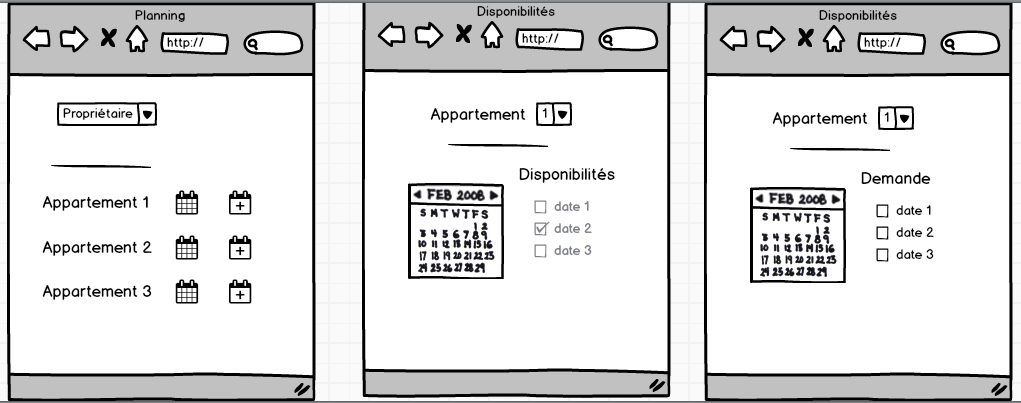 Planning
http://
Propriétaire
Appartement 1
Appartement 2
Appartement 3
Disponibilités
http://
Appartement 1
Disponibilités
FEB 2008
S M T W T F S
1 2
3 4 5 6 7 8 9
10 11 12 13 14 15 16
17 18 19 20 21 22 23
24 25 26 27 28 29
date 1
date 2
date 3
Disponibilités
http://
Appartement 1
Demande
FEB 2008
S M T W T F S
1 2
3 4 5 6 7 8 9
10 11 12 13 14 15 16
17 18 19 20 21 22 23
24 25 26 27 28 29
date 1
date 2
date 3